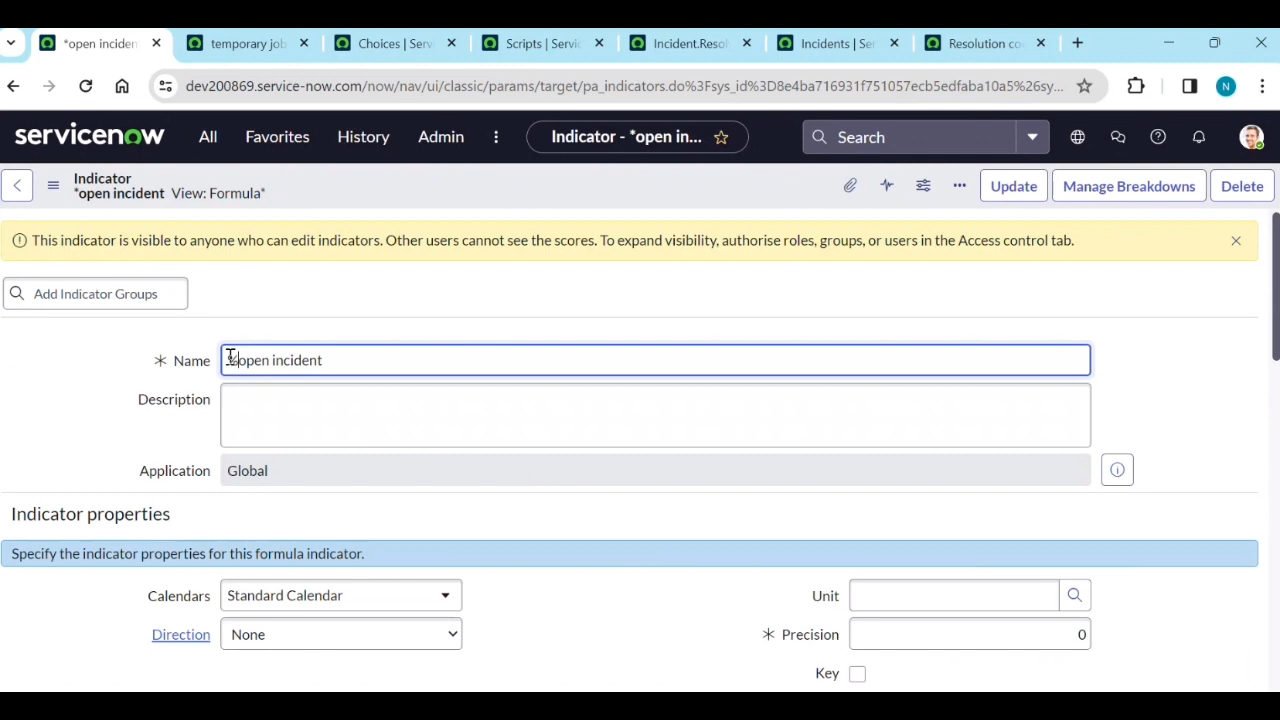 *open inciden
temporary job
Choices | Serv
Scripts | Servic
Incident.Resol
Incidents | Se
Resolution co
dev200869.service-now.com/now/nav/ui/classic/params/target/pa_indicators.do%3Fsys_id%3D8e4ba716931f751057ecb5edfaba10a5%26sy...
N
servicenow
All
Favorites
History
Admin
Indicator - *open in...
Search
Indicator
*open incident View: Formula*
Update
Manage Breakdowns
Delete
This indicator is visible to anyone who can edit indicators. Other users cannot see the scores. To expand visibility, authorise roles, groups, or users in the Access control tab.
Add Indicator Groups
Name
%open incident
Description
Application
Global
Indicator properties
Specify the indicator properties for this formula indicator.
Calendars
Standard Calendar
Unit
Direction
None
Precision
0
Key